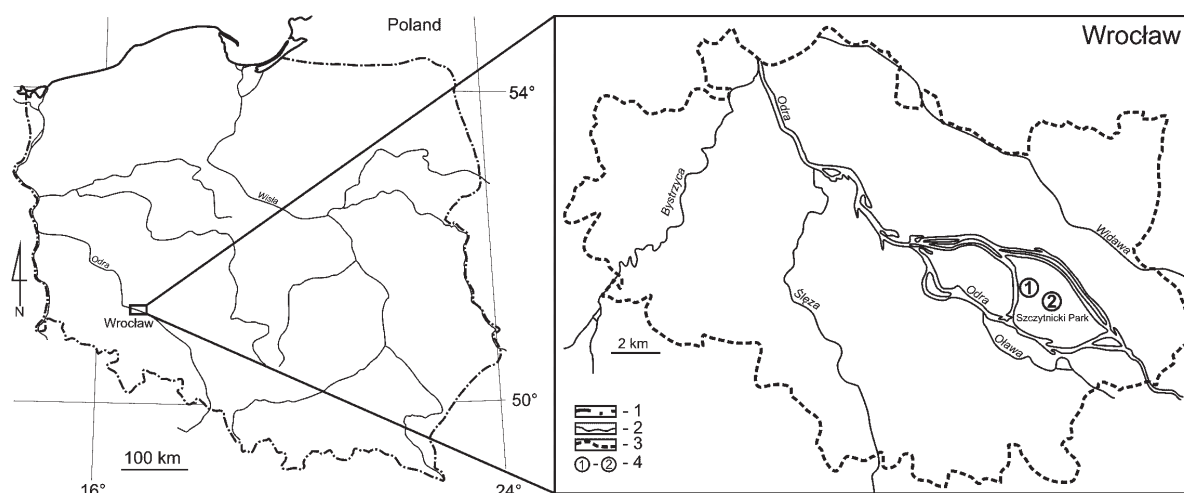 Poland
54°
Wisła
Odra
N
Wrocław
50°
100 km
16°
24°
Wrocław
Odra
Bystrzyca
Widawa
Ślęza
Odra
1
2
Szczytnicki Park
Oława
2 km
- 1
- 2
- 3
1 - 2 - 4